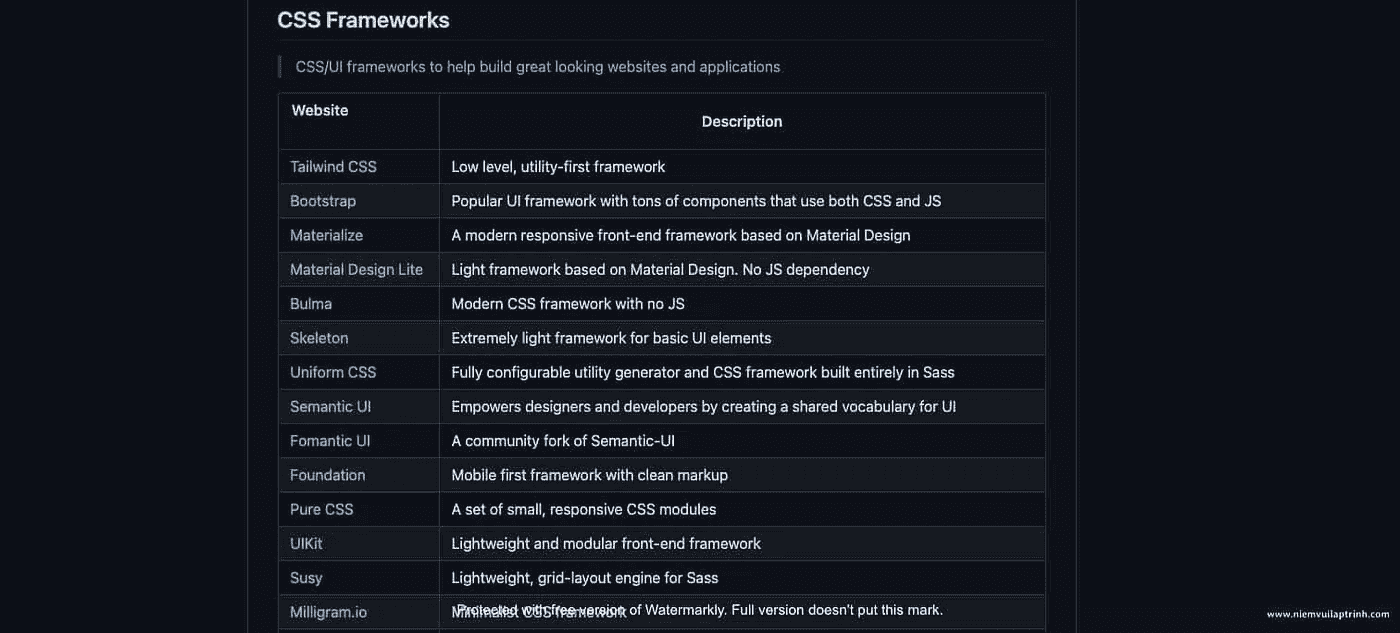 CSS Frameworks
CSS/UI frameworks to help build great looking websites and applications
Website Description
Tailwind CSS Low level, utility-first framework
Bootstrap Popular UI framework with tons of components that use both CSS and JS
Materialize A modern responsive front-end framework based on Material Design
Material Design Lite Light framework based on Material Design. No JS dependency
Bulma Modern CSS framework with no JS
Skeleton Extremely light framework for basic UI elements
Uniform CSS Fully configurable utility generator and CSS framework built entirely in Sass
Semantic UI Empowers designers and developers by creating a shared vocabulary for UI
Fomantic UI A community fork of Semantic-UI
Foundation Mobile first framework with clean markup
Pure CSS A set of small, responsive CSS modules
UIKit Lightweight and modular front-end framework
Susy Lightweight, grid-layout engine for Sass
Milligram.io Minimalist CSS framework
Protected with free version of Watermarkly. Full version doesn't put this mark.
www.niemvuilaptrinh.com